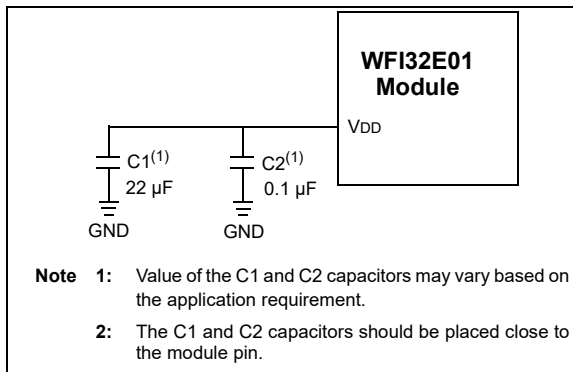 WFI32E01
Module
VDD
C1(1)
22 µF
GND
C2(1)
0.1 µF
GND
Note 1: Value of the C1 and C2 capacitors may vary based on
the application requirement.
2: The C1 and C2 capacitors should be placed close to
the module pin.